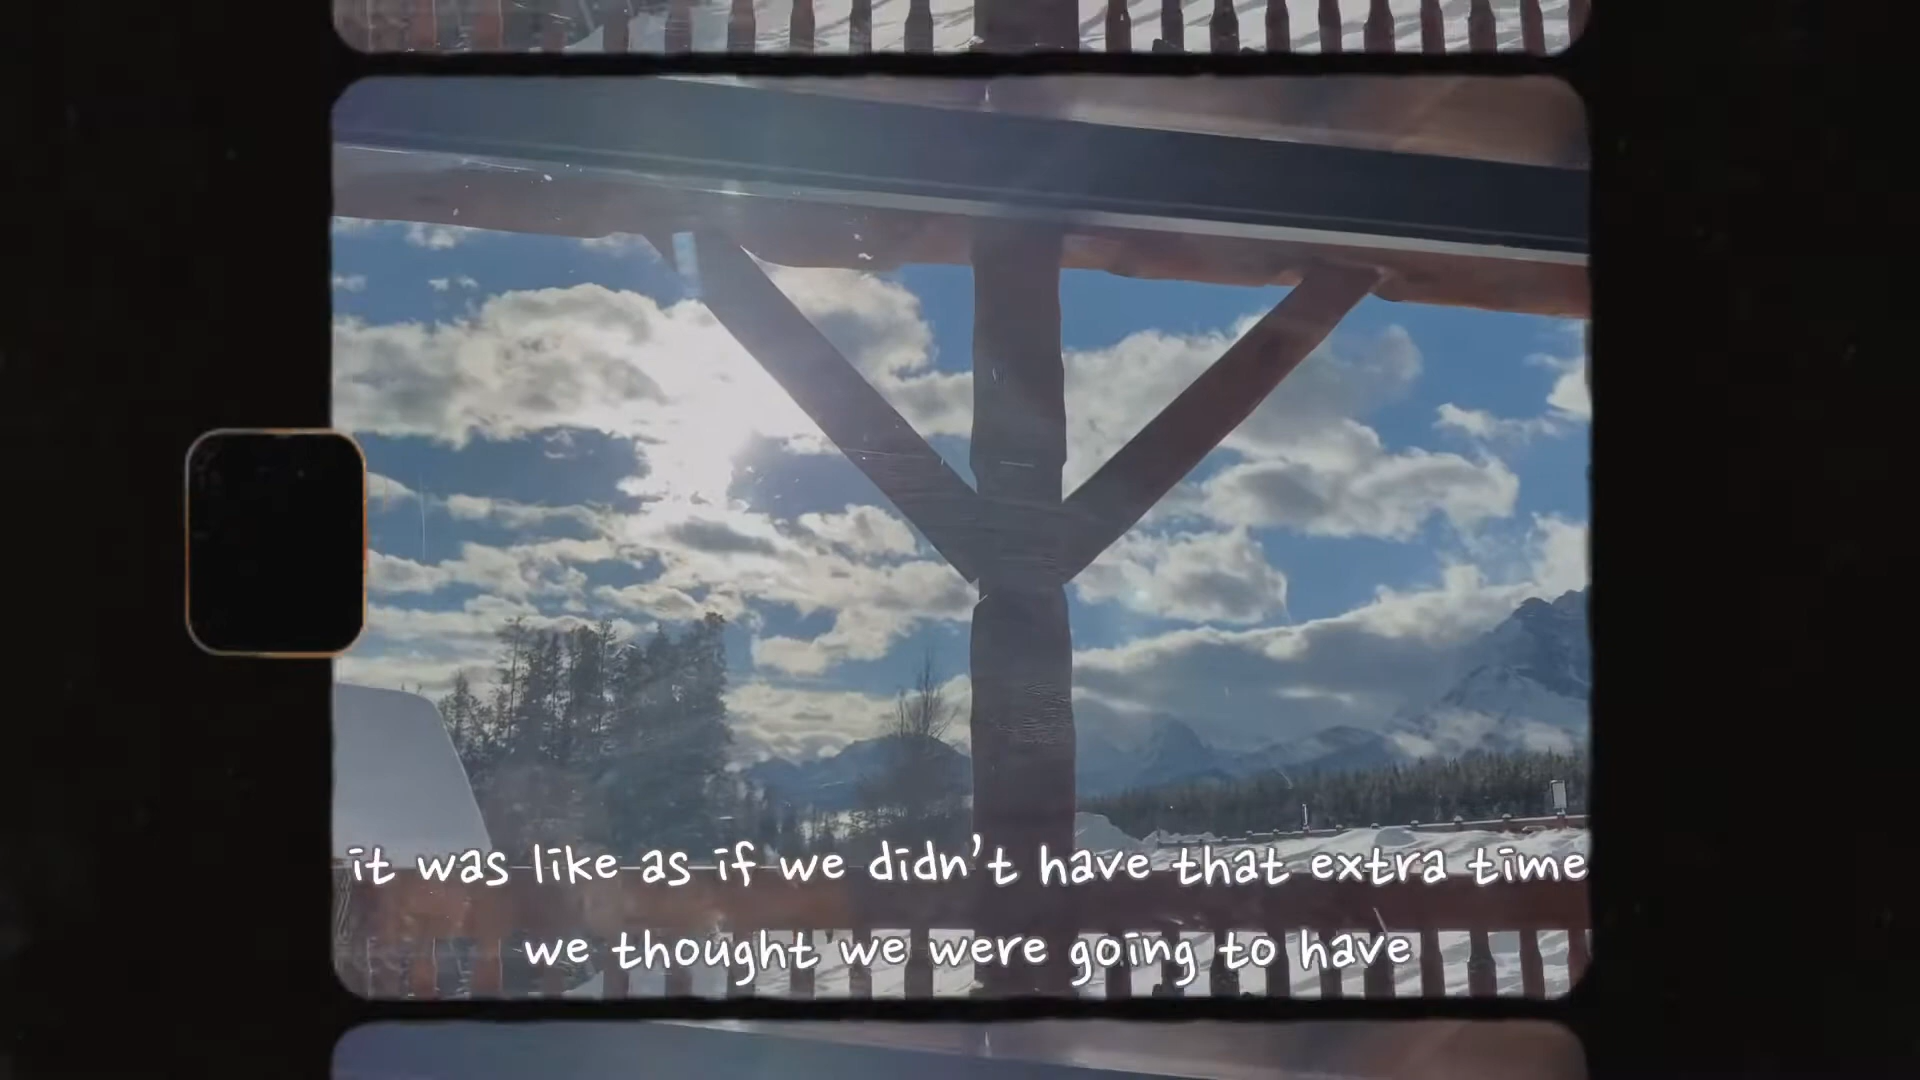 it was like as if we didn't have that extra time
we thought we were going to have